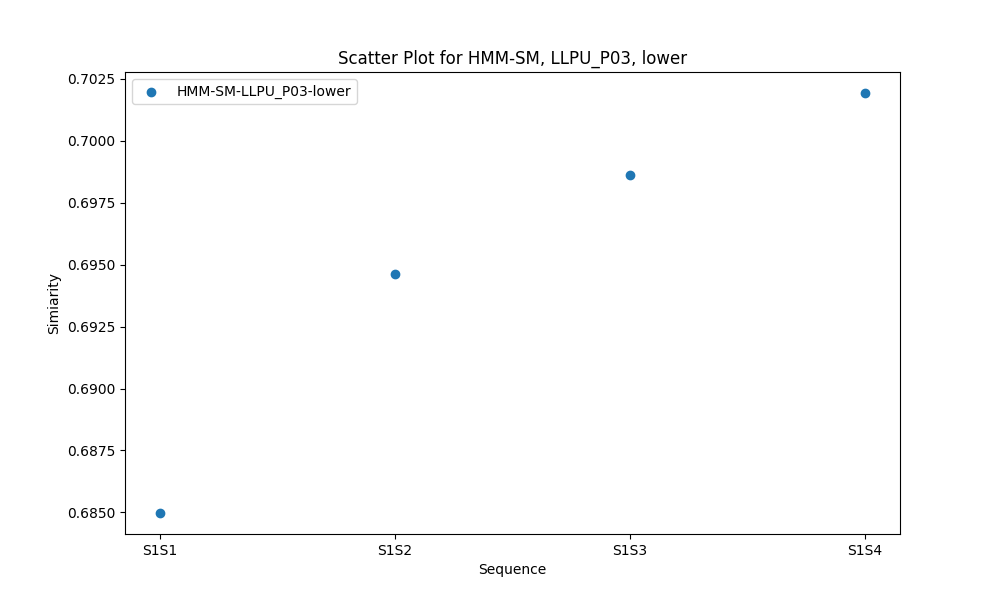 Scatter Plot for HMM-SM, LLPU_P03, lower
HMM-SM-LLPU_P03-lower
0.7025
0.7000
0.6975
0.6950
0.6925
0.6900
0.6875
0.6850
Simiarity
S1S1 S1S2 S1S3 S1S4
Sequence